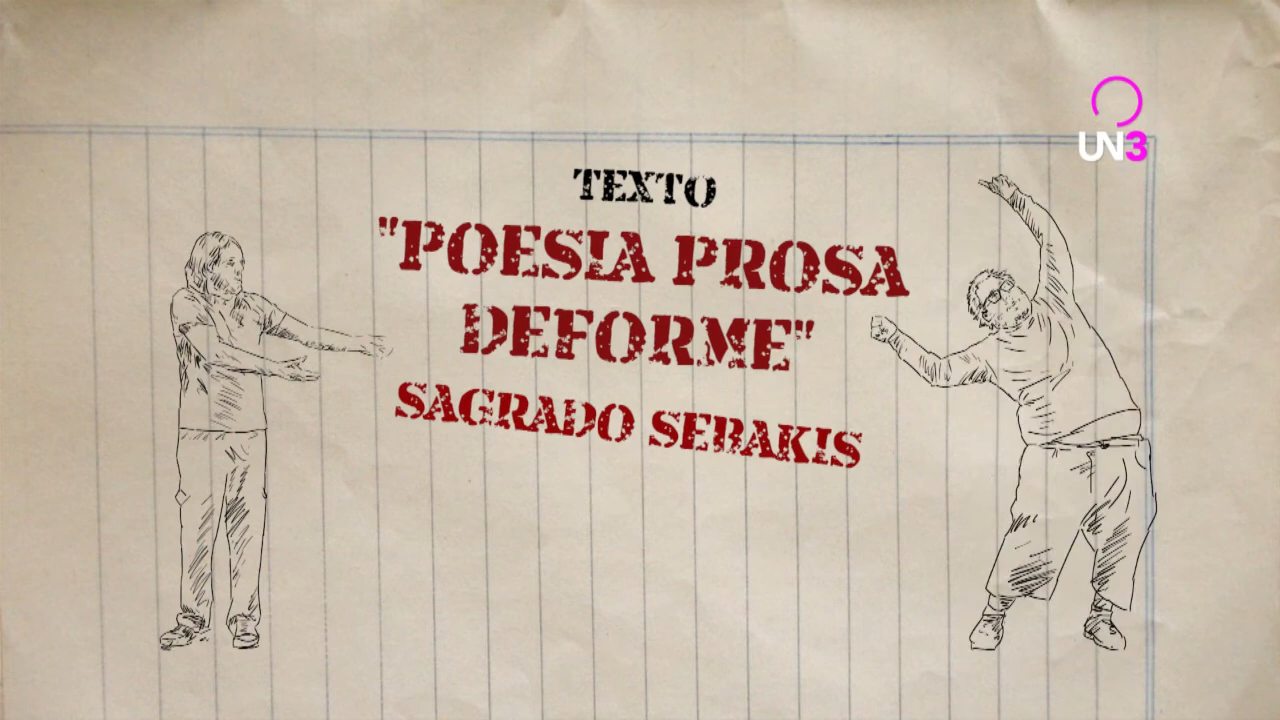 TEXTO
"POESIA PROSA
DEFORME"
SAGRADO SEBAKIS
UN3